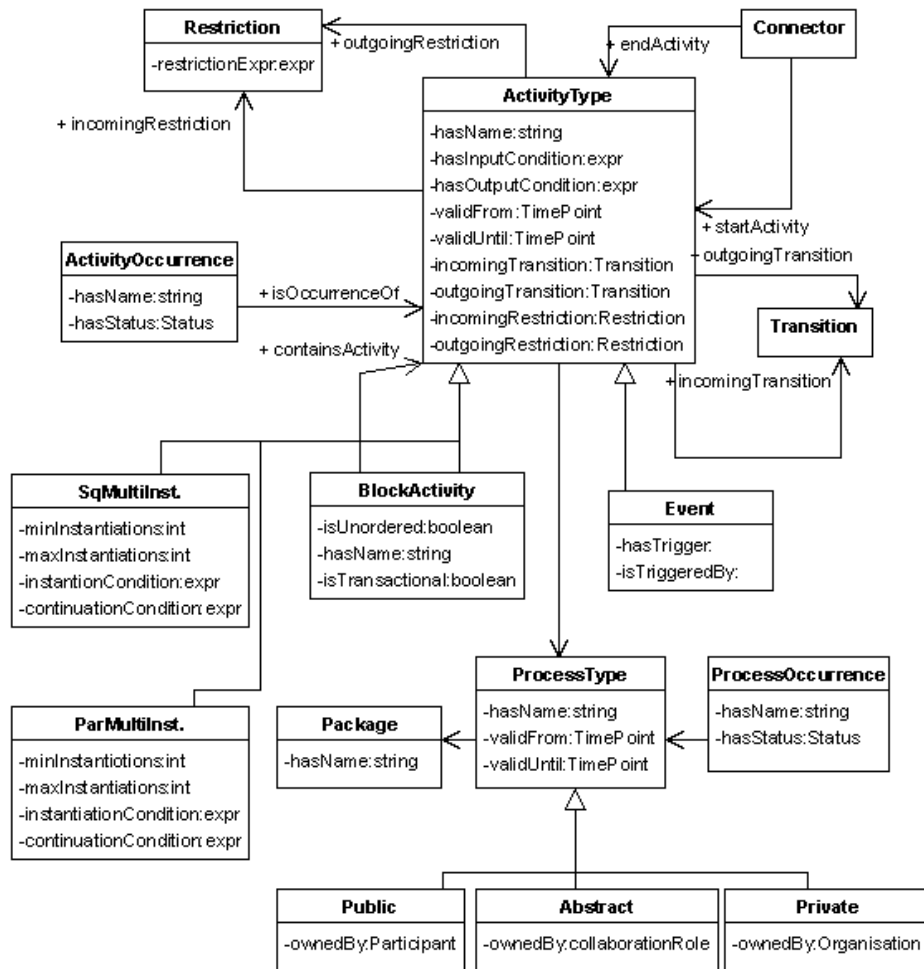 Restriction
-restrictionExpr:expr
+ outgoingRestriction
+ endActivity
Connector
+ incomingRestriction
ActivityType
-hasName:string
-hasInputCondition:expr
-hasOutputCondition:expr
-validFrom:TimePoint
-validUntil:TimePoint
-incomingTransition:Transition
-outgoingTransition:Transition
-incomingRestriction:Restriction
-outgoingRestriction:Restriction
+ startActivity
+ outgoingTransition
Transition
+incomingTransition
ActivityOccurrence
-hasName:string
-hasStatus:Status
+isOccurrenceOf
+ containsActivity
SqMultiInst.
-minInstantiations:int
-maxInstantiations:int
-instantionCondition:expr
-continuationCondition:expr
BlockActivity
-isUnordered:boolean
-hasName:string
-isTransactional:boolean
Event
-hasTrigger:
-isTriggeredBy:
ParMultiInst.
-minInstantiotions:int
-maxInstantiations:int
-instantiationCondition:expr
-continuationCondition:expr
Package
-hasName:string
ProcessType
-hasName:string
-validFrom:TimePoint
-validUntil:TimePoint
ProcessOccurrence
-hasName:string
-hasStatus:Status
Public
-ownedBy:Participant
Abstract
-ownedBy:collaborationRole
Private
-ownedBy:Organisation